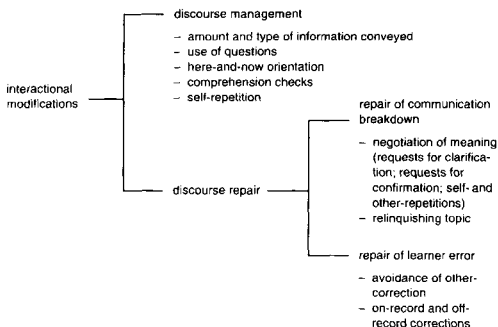 discourse management
– amount and type of information conveyed
– use of questions
– here-and-now orientation
– comprehension checks
– self-repetition
interactional
modifications
repair of communication
breakdown
– negotiation of meaning
(requests for clarifica-
tion; requests for
confirmation; self- and
other-repetitions)
– relinquishing topic
discourse repair
repair of learner error
– avoidance of other-
correction
– on-record and off-
record corrections